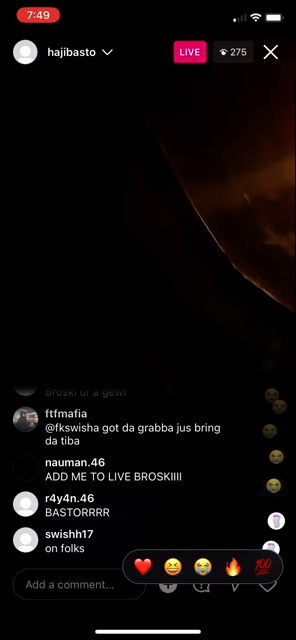 7:49
hajibasto
LIVE
275
Broski ur a gewl
ftfmafia
@fkswisha got da grabba jus bring
da tiba
nauman.46
ADD ME TO LIVE BROSKIIII
r4y4n.46
BASTORRRR
swishh17
on folks
Add a comment…